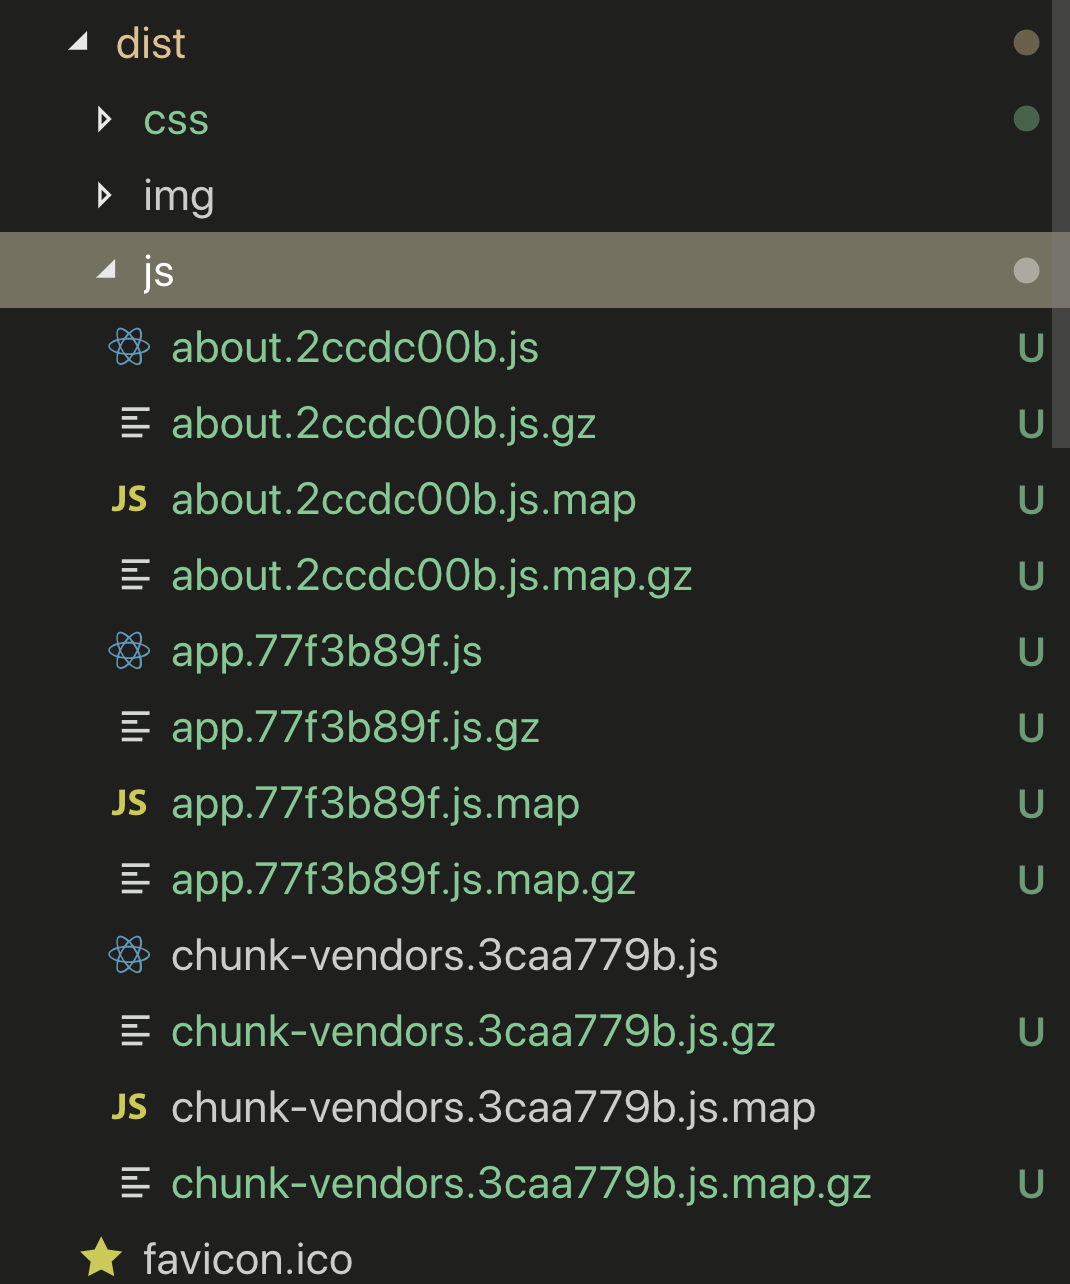 dist
css
img
js
about.2ccdc00b.js U
about.2ccdc00b.js.gz U
JS about.2ccdc00b.js.map U
about.2ccdc00b.js.map.gz U
app.77f3b89f.js U
app.77f3b89f.js.gz U
JS app.77f3b89f.js.map U
app.77f3b89f.js.map.gz U
chunk-vendors.3caa779b.js
chunk-vendors.3caa779b.js.gz U
JS chunk-vendors.3caa779b.js.map
chunk-vendors.3caa779b.js.map.gz U
favicon.ico